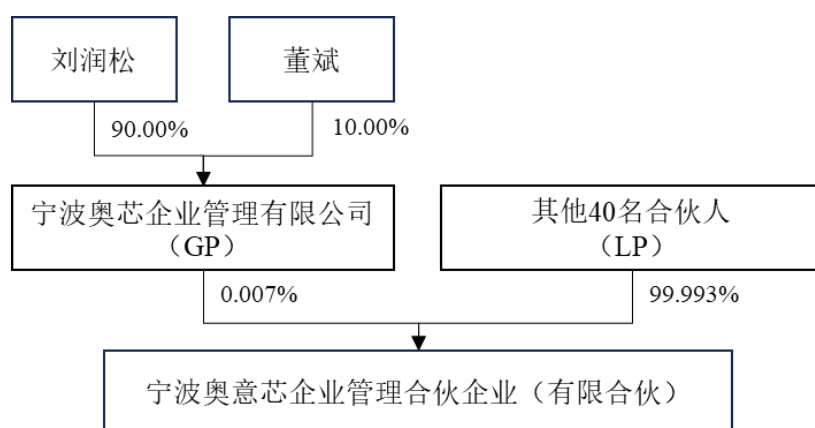 刘润松
董斌
90.00%
10.00%
宁波奥芯企业管理有限公司
（GP）
其他40名合伙人
（LP）
0.007%
99.993%
宁波奥意芯企业管理合伙企业（有限合伙）